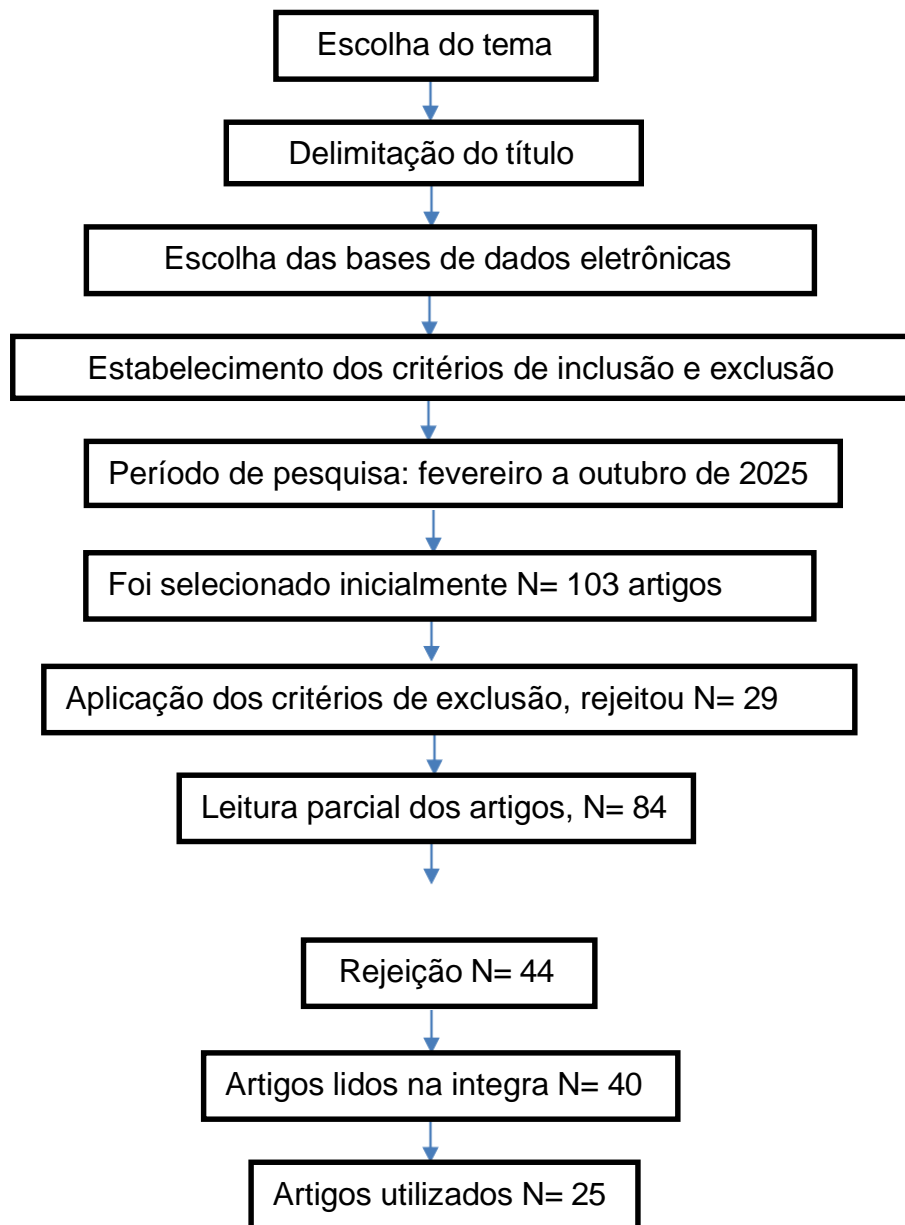 Escolha do tema
Delimitação do título
Escolha das bases de dados eletrônicas
Estabelecimento dos critérios de inclusão e exclusão
Período de pesquisa: fevereiro a outubro de 2025
Foi selecionado inicialmente N= 103 artigos
Aplicação dos critérios de exclusão, rejeitou N= 29
Leitura parcial dos artigos, N= 84
Rejeição N= 44
Artigos lidos na integra N= 40
Artigos utilizados N= 25